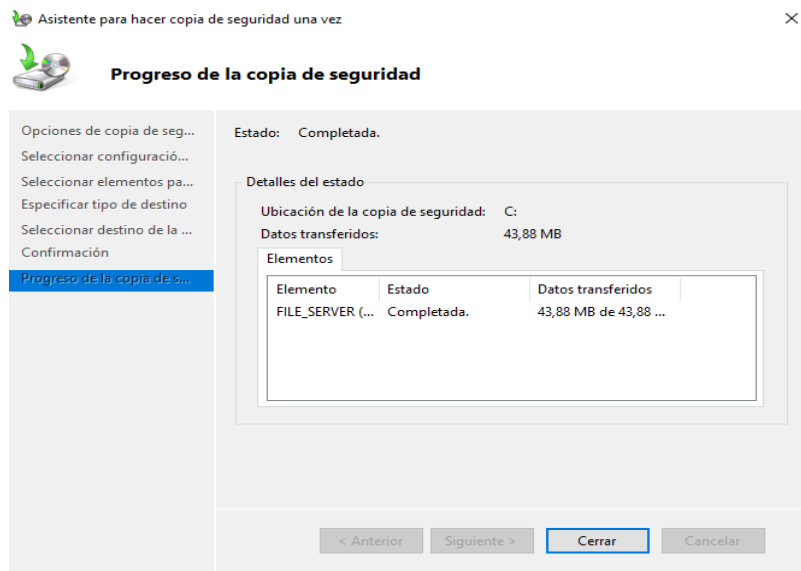 Asistente para hacer copia de seguridad una vez
Progreso de la copia de seguridad
Opciones de copia de seg...
Seleccionar configuració...
Seleccionar elementos pa...
Especificar tipo de destino
Seleccionar destino de la ...
Confirmación
Progreso de la copia de s...
Estado: Completada.
Detalles del estado
Ubicación de la copia de seguridad: C:
Datos transferidos: 43,88 MB
Elementos
Elemento Estado Datos transferidos
FILE_SERVER (... Completada. 43,88 MB de 43,88 ...
< Anterior Siguiente > Cerrar Cancelar